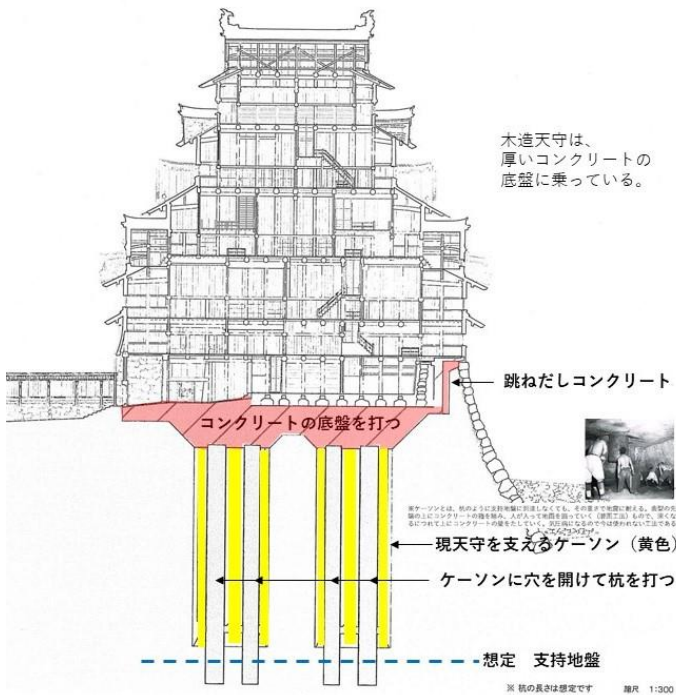 木造天守は、
厚いコンクリートの
底盤に乗っている。
跳ねだしコンクリート
コンクリートの底盤を打つ
現天守を支えるケーソン（黄色）
ケーソンに穴を開けて杭を打つ
想定　支持地盤
※ 杭の長さは想定です
縮尺　1:300